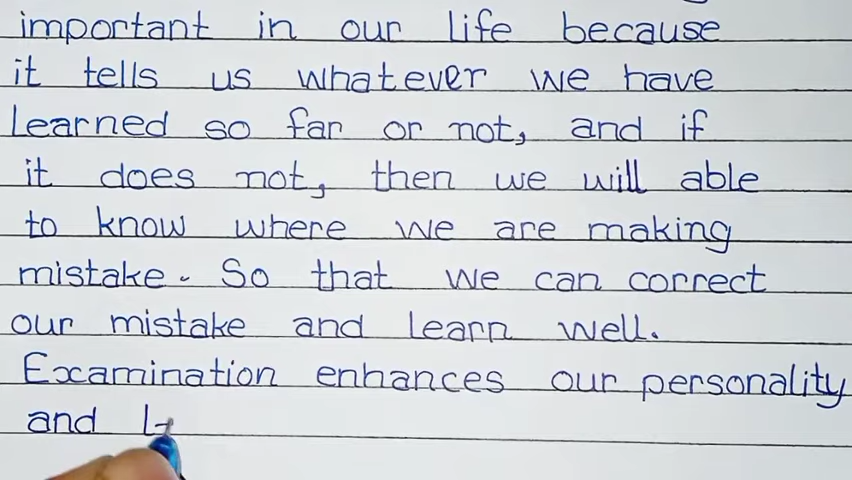 important in our life because
it tells us whatever we have
learned so far or not, and if
it does not, then we will able
to know where we are making
mistake. So that we can correct
our mistake and learn well.
Examination enhances our personality
and